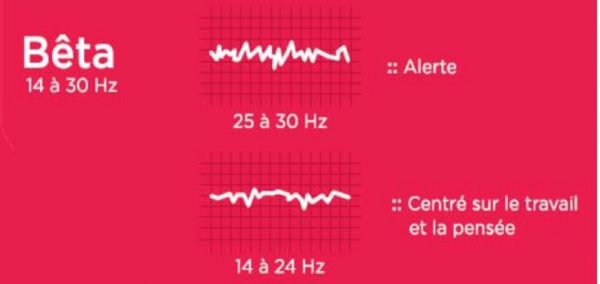 Bêta
14 à 30 Hz
25 à 30 Hz
:: Alerte
14 à 24 Hz
:: Centré sur le travail
et la pensée